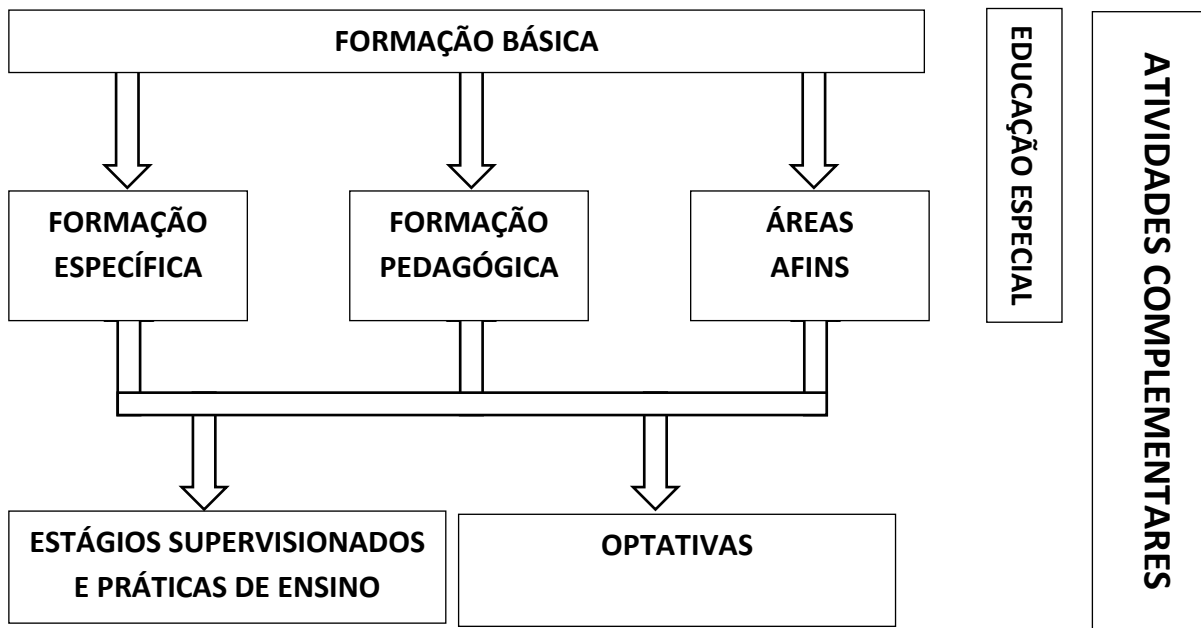 FORMAÇÃO BÁSICA
FORMAÇÃO
ESPECÍFICA
FORMAÇÃO
PEDAGÓGICA
ÁREAS
AFINS
ESTÁGIOS SUPERVISIONADOS
E PRÁTICAS DE ENSINO
OPTATIVAS
EDUCAÇÃO ESPECIAL
ATIVIDADES COMPLEMENTARES